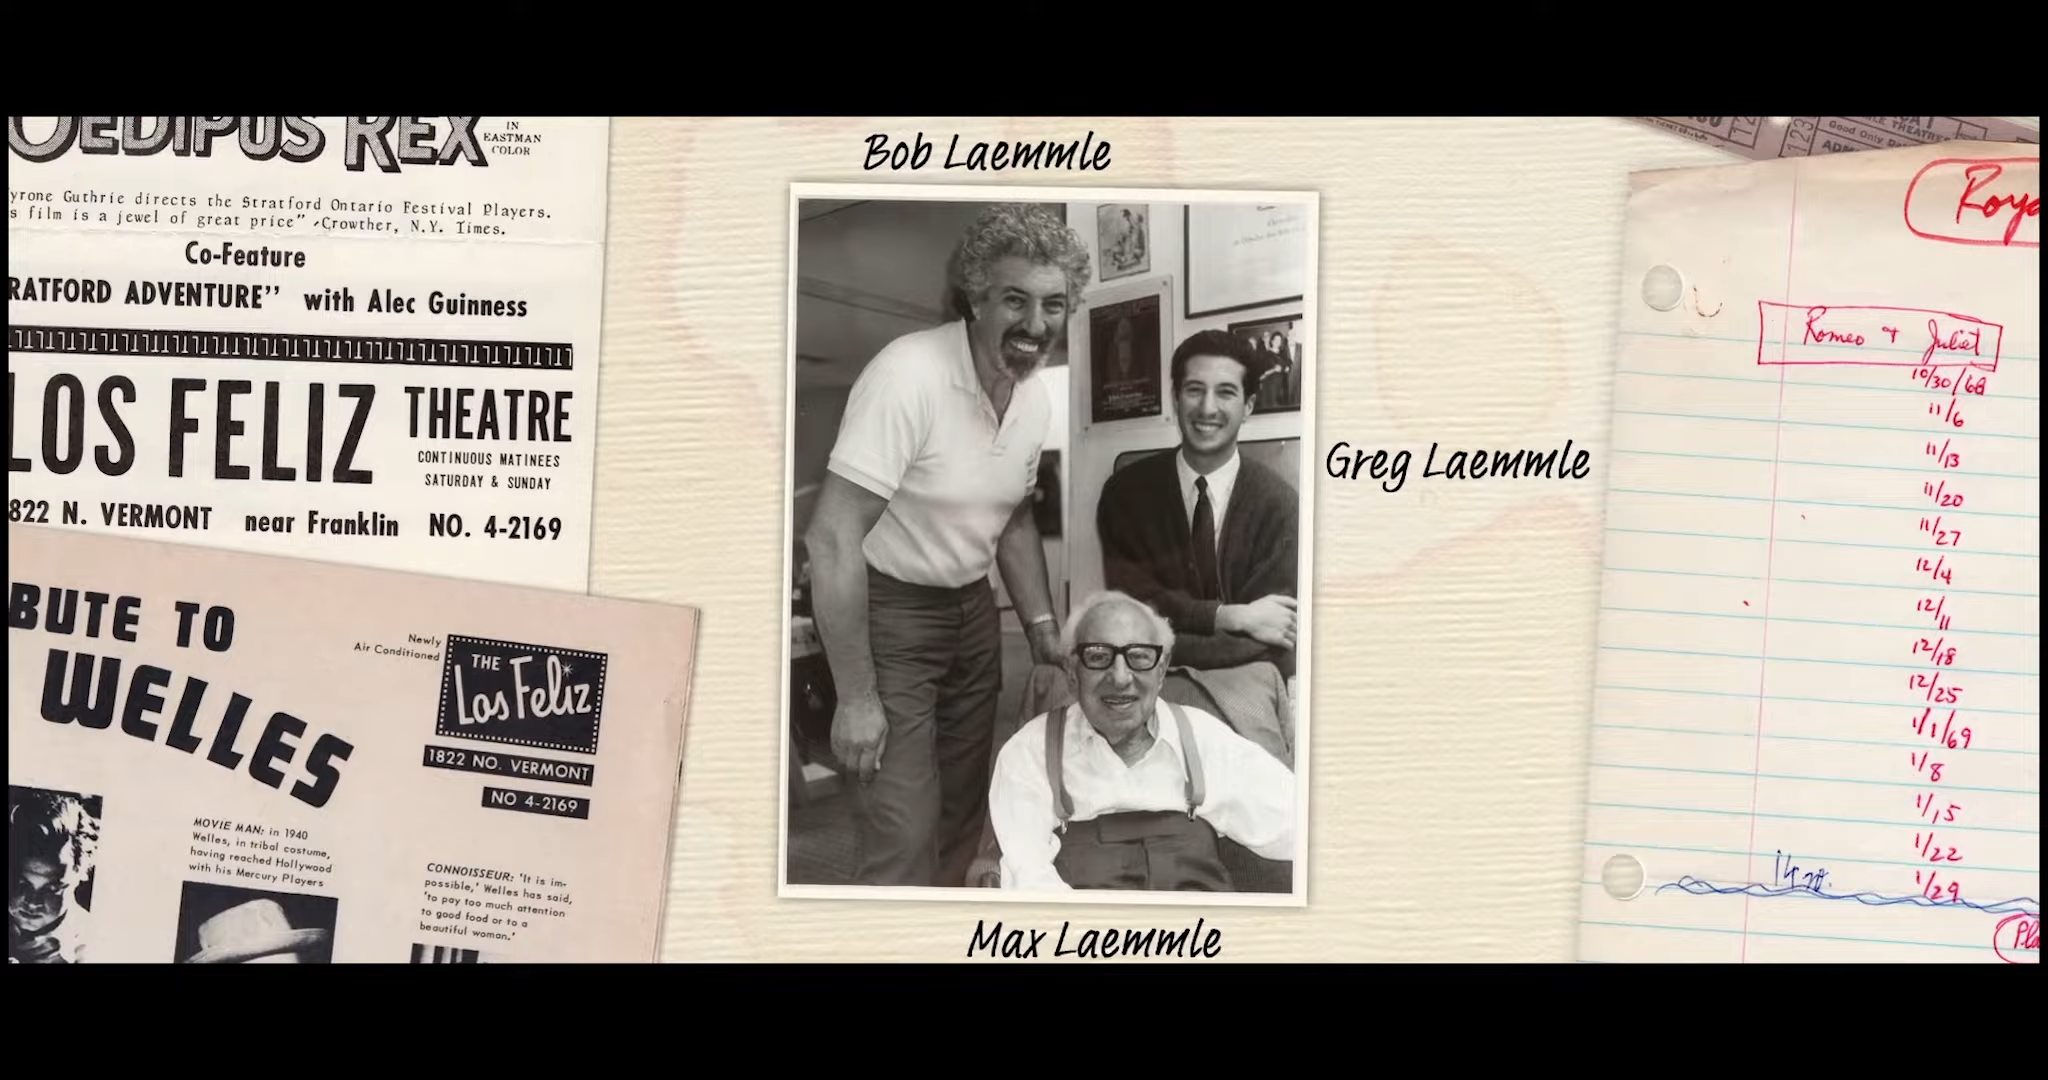 OEDIPUS REX
IN
EASTMAN
COLOR
yrone Guthrie directs the Stratford Ontario Festival Players.
s film is a jewel of great price" -Crowther, N.Y. Times.
Co-Feature
RATFORD ADVENTURE" with Alec Guinness
LOS FELIZ THEATRE
CONTINUOUS MATINEES
SATURDAY & SUNDAY
822 N. VERMONT near Franklin NO. 4-2169
BUTE TO
WELLES
Newly
Air Conditioned
THE
Los Feliz
1822 NO. VERMONT
NO 4-2169
MOVIE MAN: in 1940
Welles, in tribal costume,
having reached Hollywood
with his Mercury Players
CONNOISSEUR: 'It is im-
possible,' Welles has said,
'to pay too much attention
to good food or to a
beautiful woman.'
Bob Laemmle
Greg Laemmle
Max Laemmle
123
Good Only
Roya
Romeo & Juliet
10/30/68
11/6
11/13
11/20
11/27
12/4
12/11
12/18
12/25
1/1/69
1/8
1/15
1/22
1/29
Pla